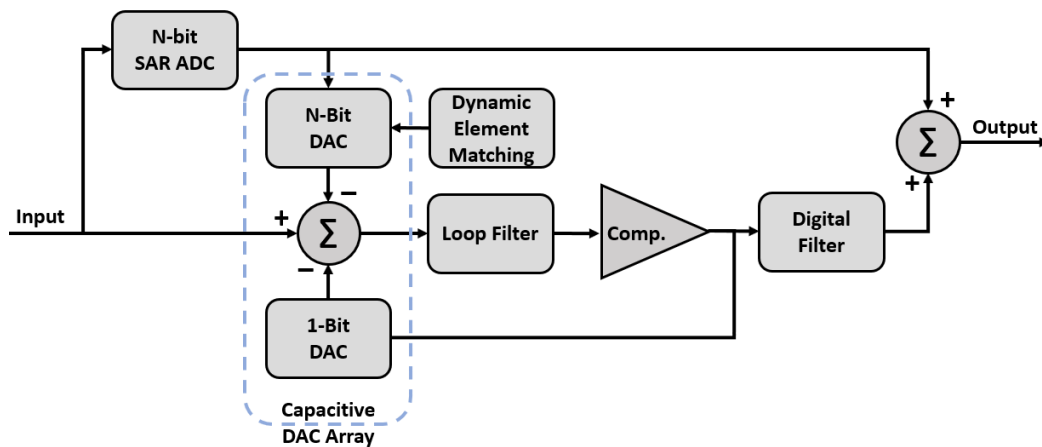 N-bit
SAR ADC
N-Bit
DAC
Dynamic
Element
Matching
+
Σ
Output
+
Input
−
+
Σ
−
Loop Filter
Comp.
Digital
Filter
1-Bit
DAC
Capacitive
DAC Array